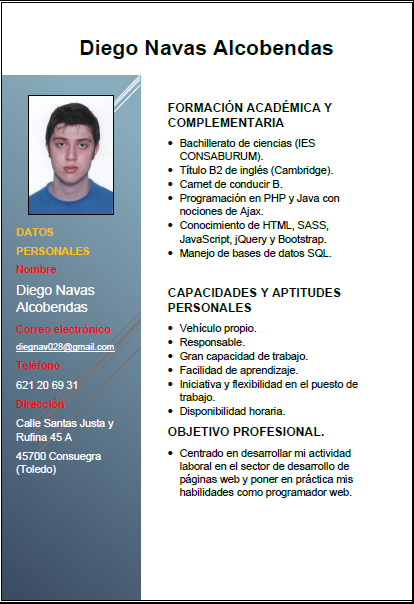 Diego Navas Alcobendas
DATOS
PERSONALES
Nombre
Diego Navas
Alcobendas
Correo electrónico
diegnav028@gmail.com
Teléfono
621 20 69 31
Dirección
Calle Santas Justa y
Rufina 45 A
45700 Consuegra
(Toledo)
FORMACIÓN ACADÉMICA Y
COMPLEMENTARIA
• Bachillerato de ciencias (IES
CONSABURUM).
• Título B2 de inglés (Cambridge).
• Carnet de conducir B.
• Programación en PHP y Java con
nociones de Ajax.
• Conocimiento de HTML, SASS,
JavaScript, jQuery y Bootstrap.
• Manejo de bases de datos SQL.
CAPACIDADES Y APTITUDES
PERSONALES
• Vehículo propio.
• Responsable.
• Gran capacidad de trabajo.
• Facilidad de aprendizaje.
• Iniciativa y flexibilidad en el puesto de
trabajo.
• Disponibilidad horaria.
OBJETIVO PROFESIONAL.
• Centrado en desarrollar mi actividad
laboral en el sector de desarrollo de
páginas web y poner en práctica mis
habilidades como programador web.